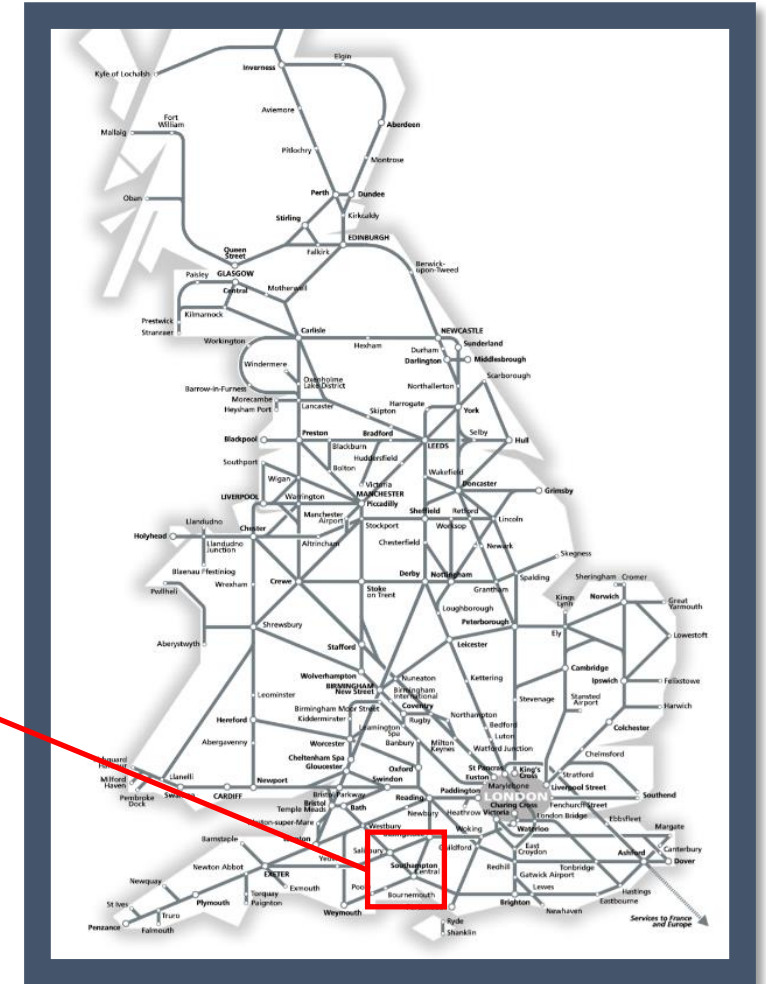 Elgin
Inverness
Kyle of Lochalsh
Aviemore
Fort
William
Aberdeen
Mallaig
Pitlochry
Montrose
Perth
Dundee
Oban
Stirling
Kirkcaldy
EDINBURGH
Queen
Street
Falkirk
Berwick-
upon-Tweed
Paisley
GLASGOW
Central
Motherwell
Kilmarnock
Prestwick
Stranraer
Carlisle
NEWCASTLE
Workington
Hexham
Sunderland
Durham
Darlington
Middlesbrough
Windermere
Scarborough
Oxenholme
Lake District
Barrow-in-Furness
Northallerton
Morecambe
Heysham Port
Lancaster
Harrogate
York
Skipton
Blackpool
Preston
Bradford
Selby
Blackburn
LEEDS
Hull
Huddersfield
Southport
Bolton
Wakefield
Wigan
Victoria
Doncaster
MANCHESTER
Piccadilly
LIVERPOOL
Warrington
Grimsby
Manchester
Airport
Sheffield
Retford
Llandudno
Chester
Stockport
Worksop
Lincoln
Holyhead
Llandudno
Junction
Altrincham
Chesterfield
Newark
Skegness
Blaenau Ffestiniog
Wrexham
Crewe
Derby
Nottingham
Spalding
Sheringham
Cromer
Pwllheli
Stoke
on Trent
Grantham
Kings
Lynn
Norwich
Great
Yarmouth
Loughborough
Peterborough
Aberystwyth
Shrewsbury
Ely
Lowestoft
Stafford
Leicester
Wolverhampton
Cambridge
BIRMINGHAM
New Street
Nuneaton
Kettering
Ipswich
Felixstowe
Leominster
Birmingham
International
Stevenage
Stansted
Airport
Birmingham Moor Street
Coventry
Harwich
Hereford
Kidderminster
Rugby
Northampton
Leamington
Spa
Bedford
Colchester
Abergavenny
Worcester
Banbury
Milton
Keynes
Luton
Watford Junction
Cheltenham Spa
Gloucester
Oxford
Chelmsford
Llanelli
St Pancras
King's
Cross
Milford
Haven
Newport
Swindon
Euston
Stratford
Pembroke
Dock
CARDIFF
Paddington
Marylebone
Liverpool Street
Bristol
Temple Meads
Reading
LONDON
Southend
Bath
Charing Cross
Fenchurch Street
Newbury
Heathrow
Victoria
London Bridge
Ebbsfleet
Westbury
Woking
Waterloo
Margate
Barnstaple
Guildford
East
Croydon
Canterbury
Southampton
Central
Ashford
Dover
Newton Abbot
Redhill
Tonbridge
Gatwick Airport
Newquay
EXETER
Exmouth
Bournemouth
Lewes
Hastings
St Ives
Plymouth
Torquay
Paignton
Brighton
Eastbourne
Truro
Weymouth
Newhaven
Penzance
Falmouth
Ryde
Shanklin
Services to France
and Europe